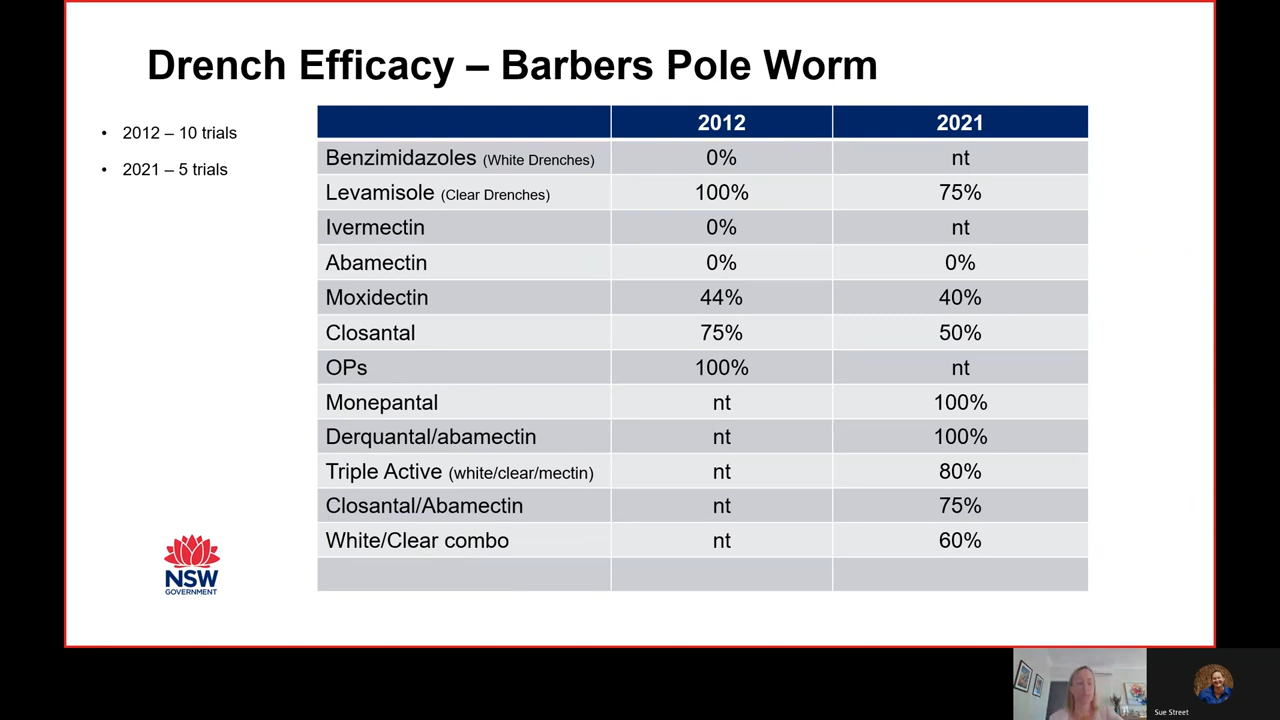 Drench Efficacy – Barbers Pole Worm
• 2012 – 10 trials
• 2021 – 5 trials
2012 2021
Benzimidazoles (White Drenches) 0% nt
Levamisole (Clear Drenches) 100% 75%
Ivermectin 0% nt
Abamectin 0% 0%
Moxidectin 44% 40%
Closantal 75% 50%
OPs 100% nt
Monepantal nt 100%
Derquantal/abamectin nt 100%
Triple Active (white/clear/mectin) nt 80%
Closantal/Abamectin nt 75%
White/Clear combo nt 60%
NSW
GOVERNMENT
Sue Street